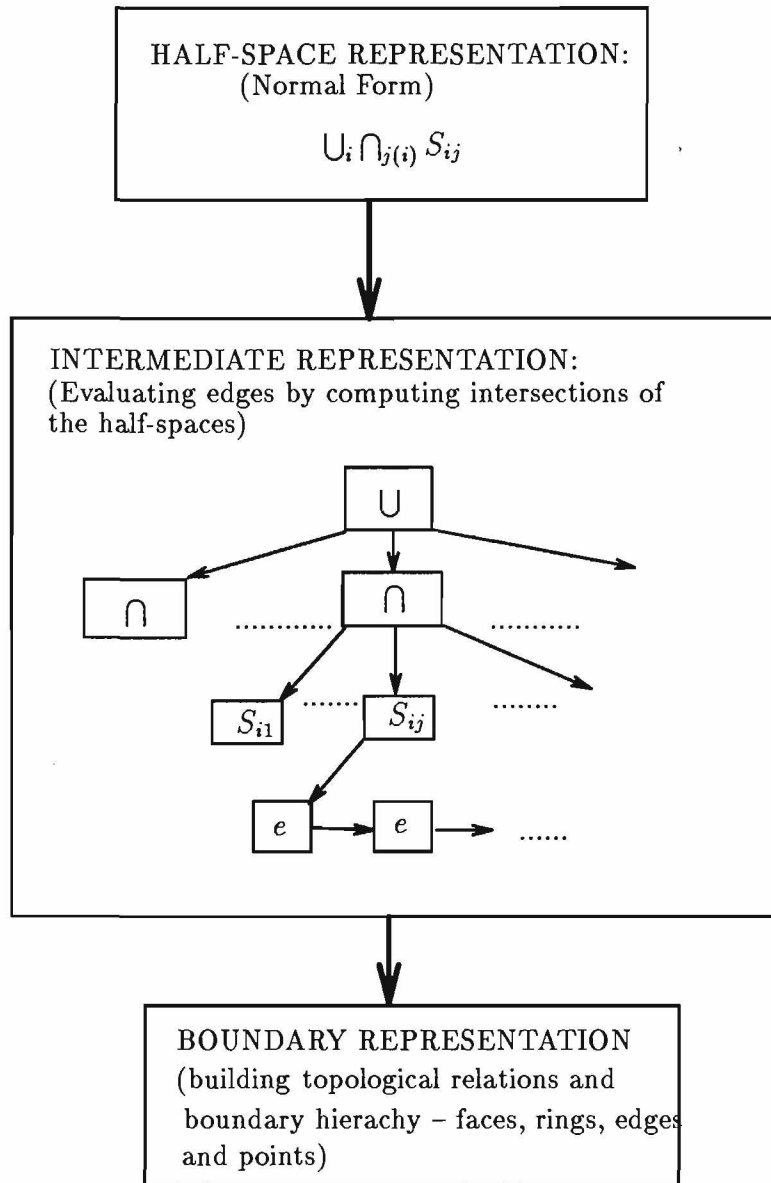 HALF-SPACE REPRESENTATION:
(Normal Form)
⋃i ⋂j(i) Sij
INTERMEDIATE REPRESENTATION:
(Evaluating edges by computing intersections of
the half-spaces)
∪
∩ ............ ∩ ...........
Si1 ....... Sij ........
e e ......
BOUNDARY REPRESENTATION
(building topological relations and
boundary hierachy – faces, rings, edges
and points)